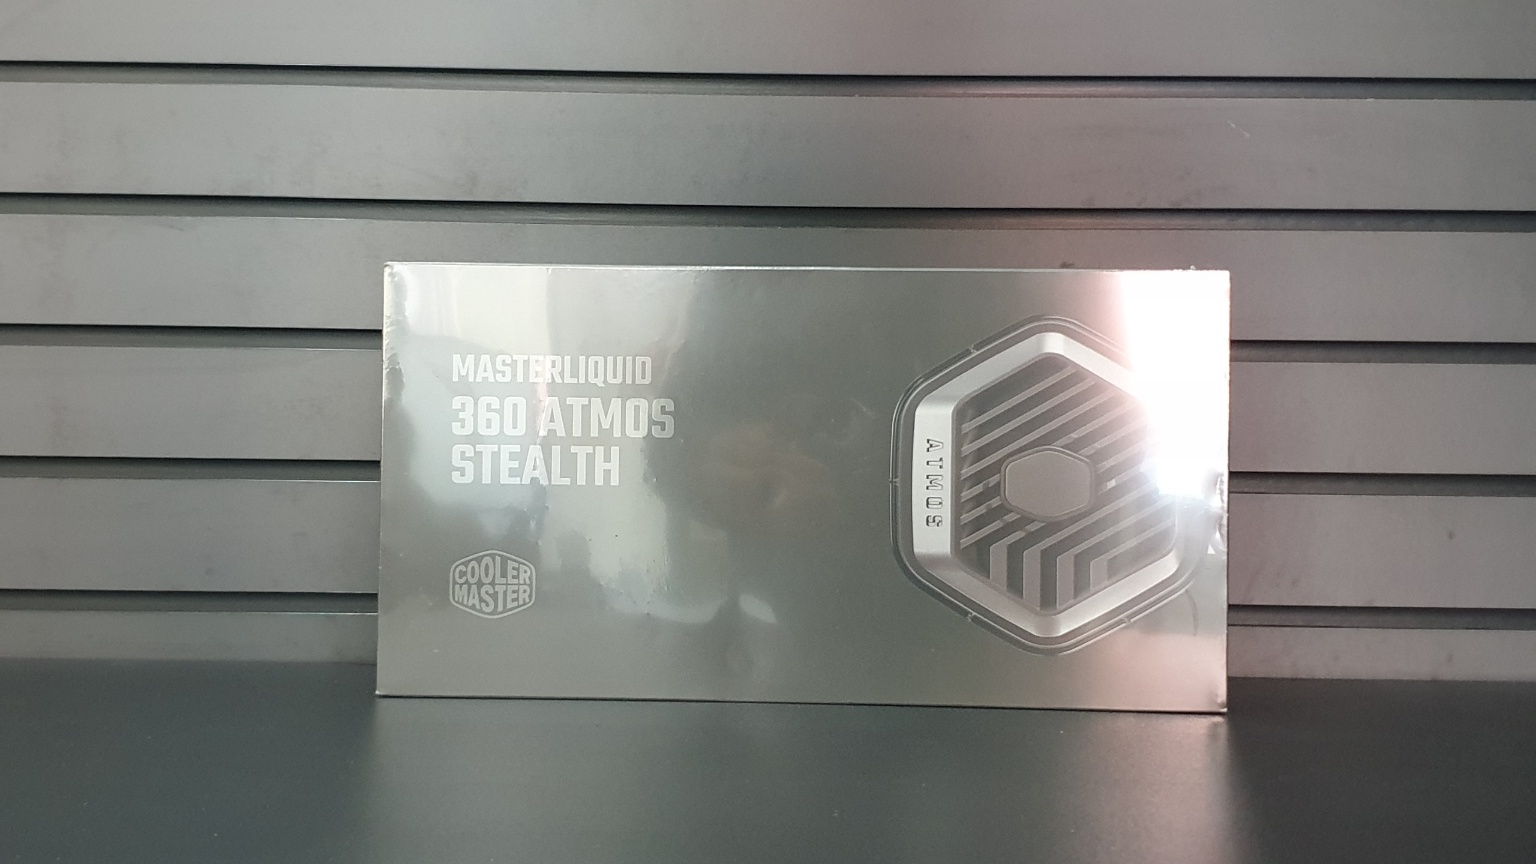 MASTERLIQUID
360 ATMOS
STEALTH
COOLER
MASTER
ATMOS